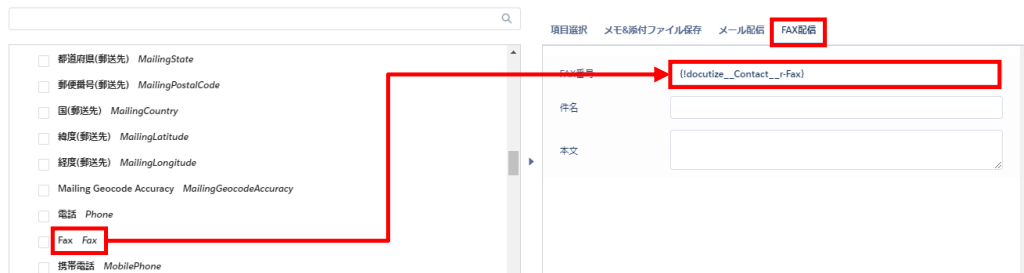 都道府県(郵送先) MailingState
郵便番号(郵送先) MailingPostalCode
国(郵送先) MailingCountry
緯度(郵送先) MailingLatitude
経度(郵送先) MailingLongitude
Mailing Geocode Accuracy MailingGeocodeAccuracy
電話 Phone
Fax Fax
携帯電話 MobilePhone
項目選択 メモ&添付ファイル保存 メール配信 FAX配信
FAX番号 {!docutize__Contact__r-Fax}
件名
本文